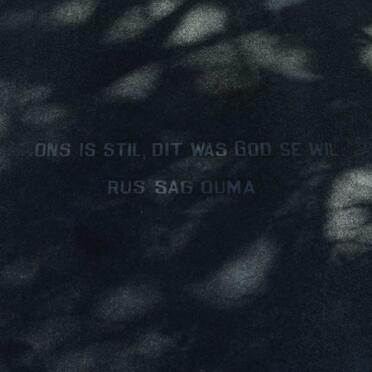 ONS IS STIL, DIT WAS GOD SE WIL
RUS SAG OUMA